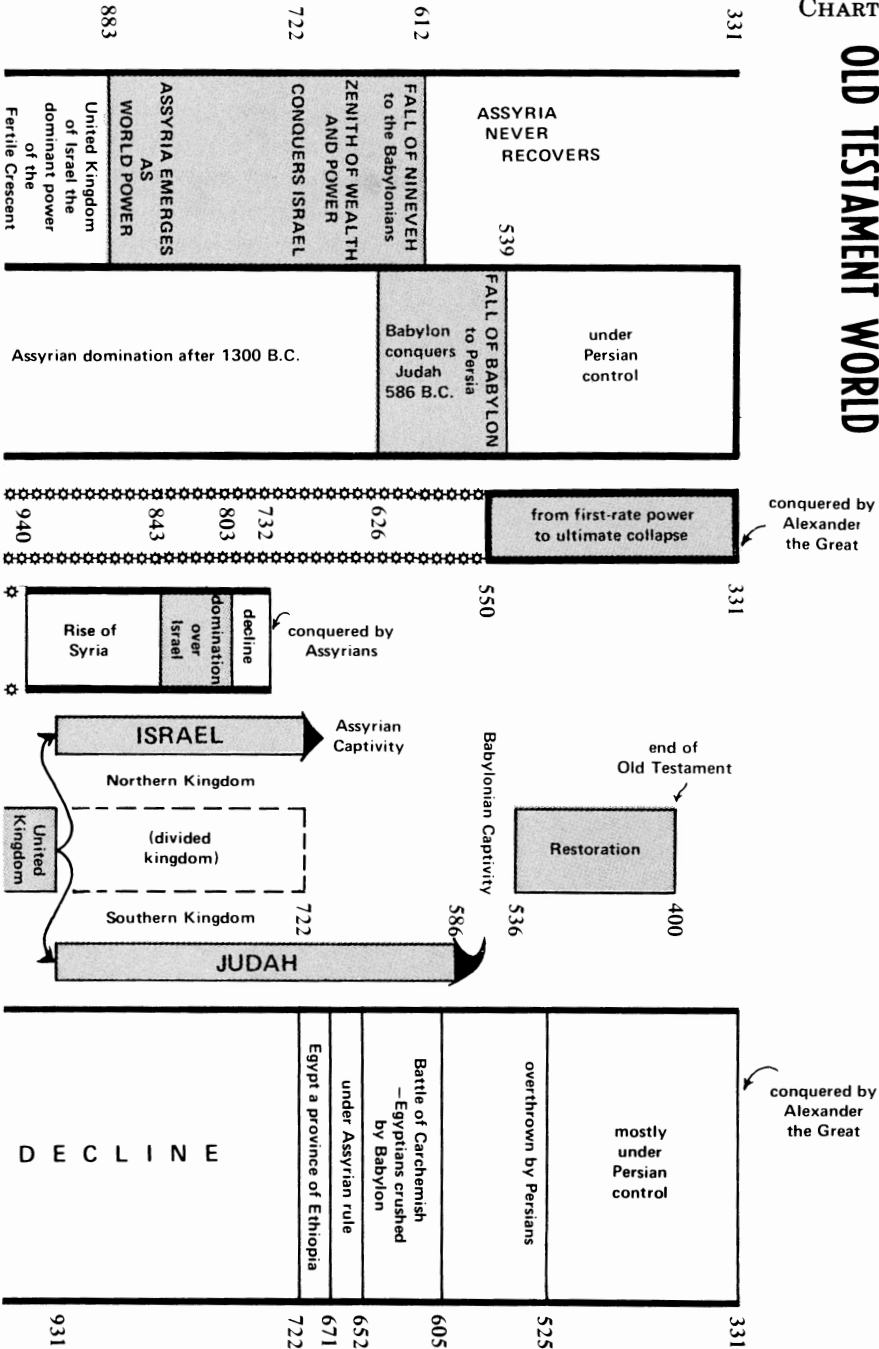 CHART
OLD TESTAMENT WORLD
883
722
612
331
United Kingdom
of Israel the
dominant power
of the
Fertile Crescent
ASSYRIA EMERGES
AS
WORLD POWER
CONQUERS ISRAEL
ZENITH OF WEALTH
AND POWER
FALL OF NINEVEH
to the Babylonians
ASSYRIA
NEVER
RECOVERS
539
Assyrian domination after 1300 B.C.
Babylon
conquers
Judah
586 B.C.
FALL OF BABYLON
to Persia
under
Persian
control
940
843
803
732
626
from first-rate power
to ultimate collapse
conquered by
Alexander
the Great
550
331
Rise of
Syria
domination
over
Israel
decline
conquered by
Assyrians
ISRAEL
Assyrian
Captivity
Northern Kingdom
United
Kingdom
(divided
kingdom)
Southern Kingdom
722
JUDAH
586
Babylonian Captivity
536
end of
Old Testament
Restoration
400
DECLINE
Egypt a province of Ethiopia
under Assyrian rule
Battle of Carchemish
—Egyptians crushed
by Babylon
overthrown by Persians
mostly
under
Persian
control
conquered by
Alexander
the Great
931
722
671
652
605
525
331